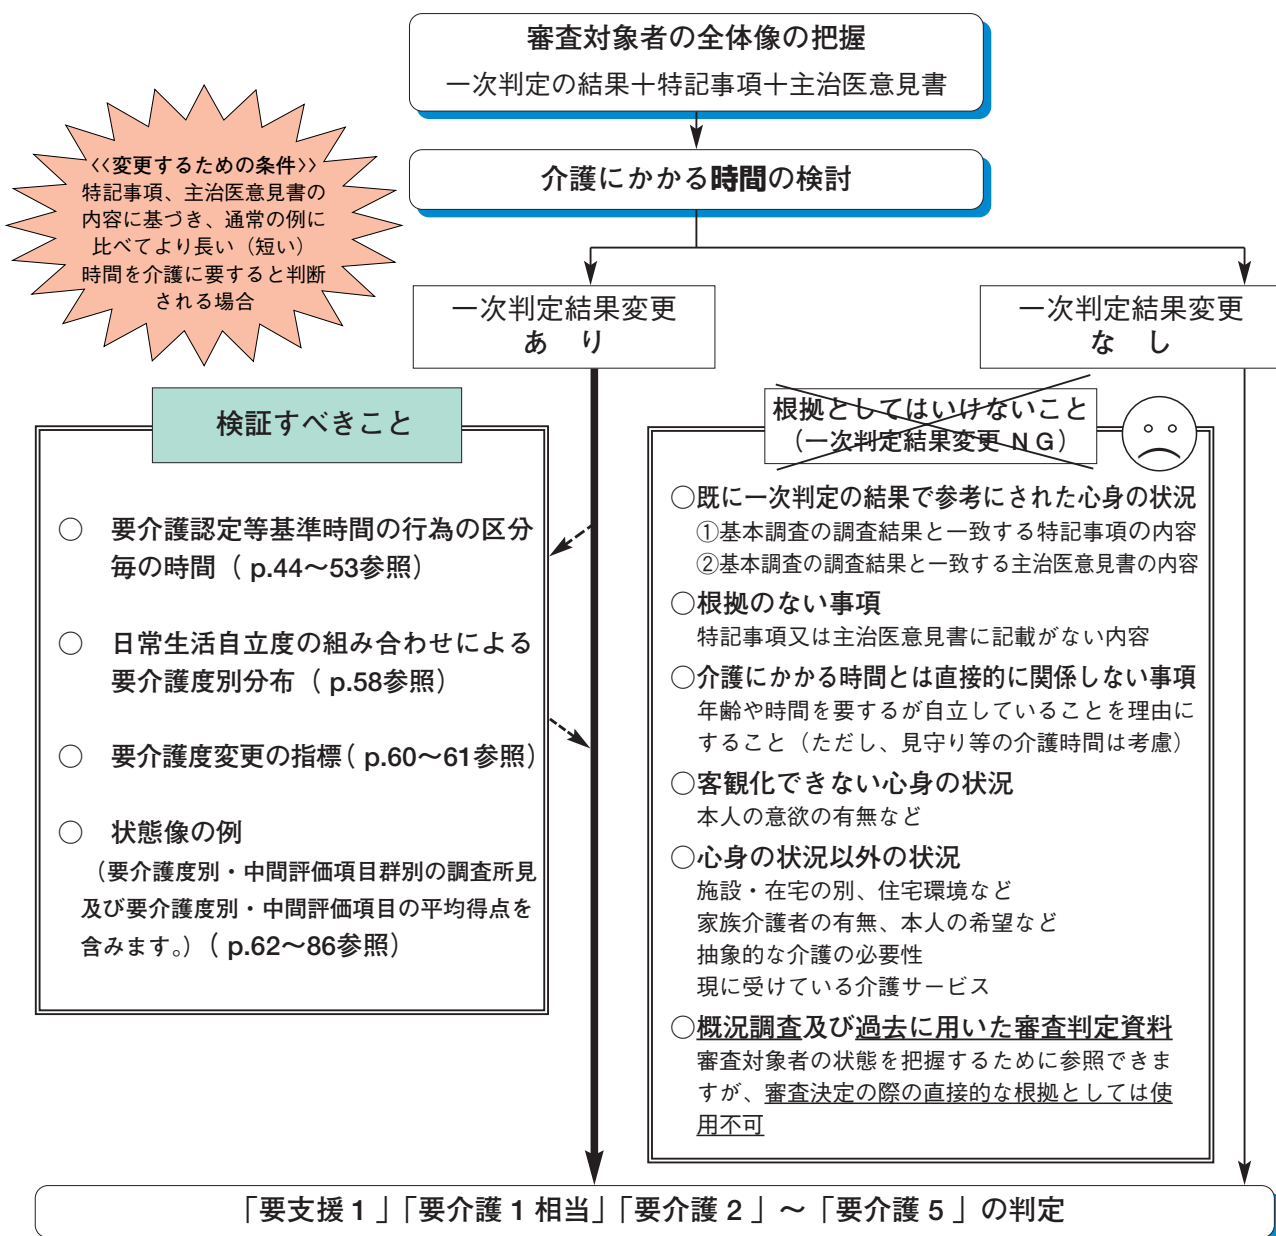 審査対象者の全体像の把握
一次判定の結果＋特記事項＋主治医意見書
介護にかかる時間の検討
〈〈変更するための条件〉〉
特記事項、主治医意見書の
内容に基づき、通常の例に
比べてより長い（短い）
時間を介護に要すると判断
される場合
一次判定結果変更
あ　り
一次判定結果変更
な　し
検証すべきこと
○　要介護認定等基準時間の行為の区分
毎の時間（ p.44～53参照）
○　日常生活自立度の組み合わせによる
要介護度別分布（ p.58参照）
○　要介護度変更の指標（ p.60～61参照）
○　状態像の例
（要介護度別・中間評価項目群別の調査所見
及び要介護度別・中間評価項目の平均得点を
含みます。）（ p.62～86参照）
根拠としてはいけないこと
（一次判定結果変更 ＮＧ）
○既に一次判定の結果で参考にされた心身の状況
①基本調査の調査結果と一致する特記事項の内容
②基本調査の調査結果と一致する主治医意見書の内容
○根拠のない事項
特記事項又は主治医意見書に記載がない内容
○介護にかかる時間とは直接的に関係しない事項
年齢や時間を要するが自立していることを理由に
すること（ただし、見守り等の介護時間は考慮）
○客観化できない心身の状況
本人の意欲の有無など
○心身の状況以外の状況
施設・在宅の別、住宅環境など
家族介護者の有無、本人の希望など
抽象的な介護の必要性
現に受けている介護サービス
○概況調査及び過去に用いた審査判定資料
審査対象者の状態を把握するために参照できま
すが、審査決定の際の直接的な根拠としては使
用不可
「要支援 1 」「要介護 1 相当」「要介護 2 」～「要介護 5 」の判定